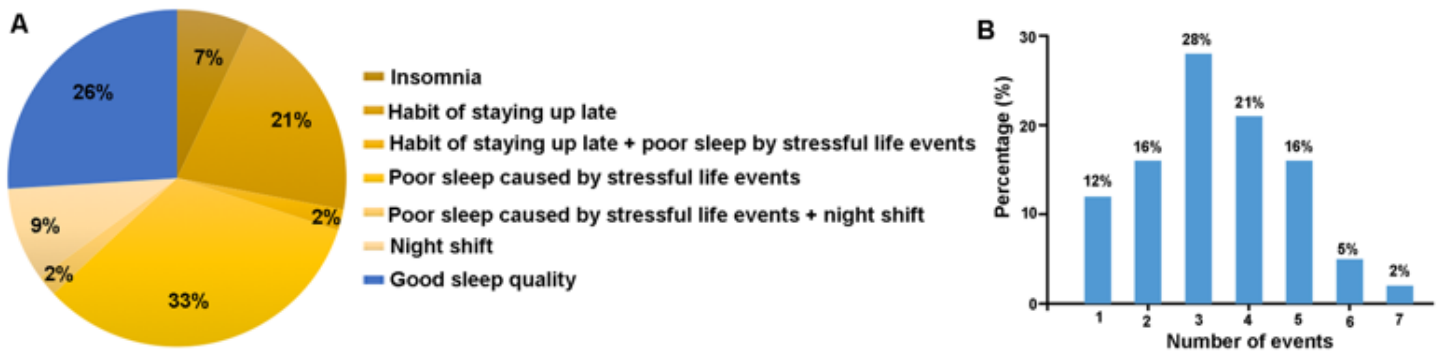 A
7%
21%
2%
33%
2%
9%
26%
Insomnia
Habit of staying up late
Habit of staying up late + poor sleep by stressful life events
Poor sleep caused by stressful life events
Poor sleep caused by stressful life events + night shift
Night shift
Good sleep quality
B
Percentage (%)
30
20
10
0
12%
16%
28%
21%
16%
5%
2%
1 2 3 4 5 6 7
Number of events